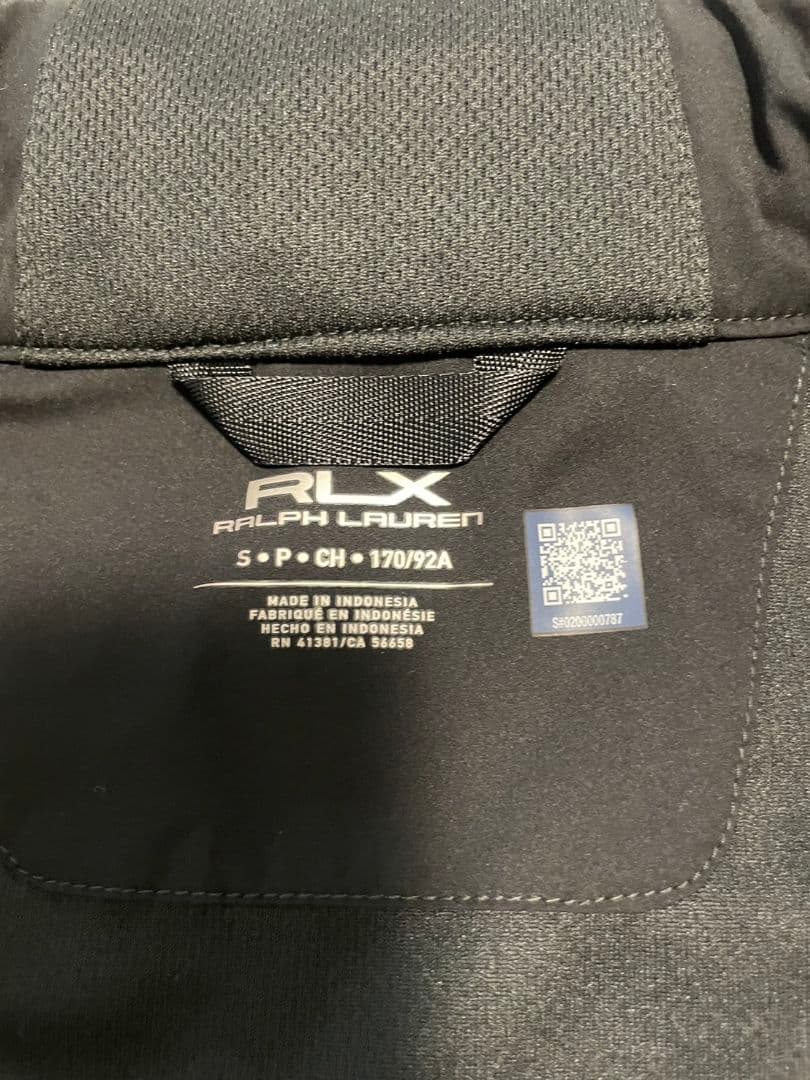 RLX
RALPH LAUREN
S • P • CH • 170/92A
MADE IN INDONESIA
FABRIQUÉ EN INDONÉSIE
HECHO EN INDONESIA
RN 41381/CA 56658
S#0200000787